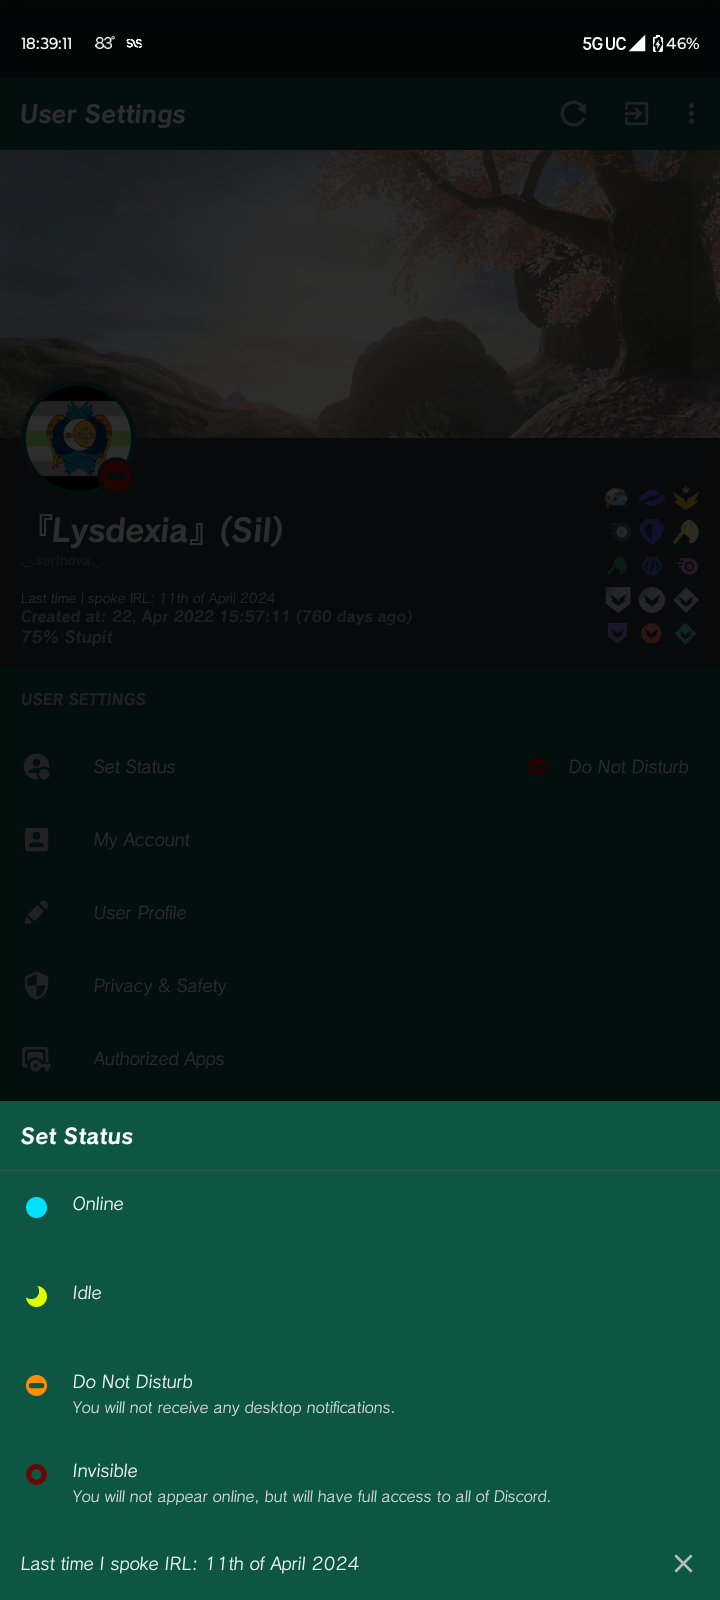 18:39:11 83° SNS 5G UC 46%
User Settings
『Lysdexia』 (Sil)
._.serinova._.
Last time I spoke IRL: 11th of April 2024
Created at: 22, Apr 2022 15:57:11 (760 days ago)
75% Stupit
USER SETTINGS
Set Status Do Not Disturb
My Account
User Profile
Privacy & Safety
Authorized Apps
Set Status
Online
Idle
Do Not Disturb
You will not receive any desktop notifications.
Invisible
You will not appear online, but will have full access to all of Discord.
Last time I spoke IRL: 11th of April 2024